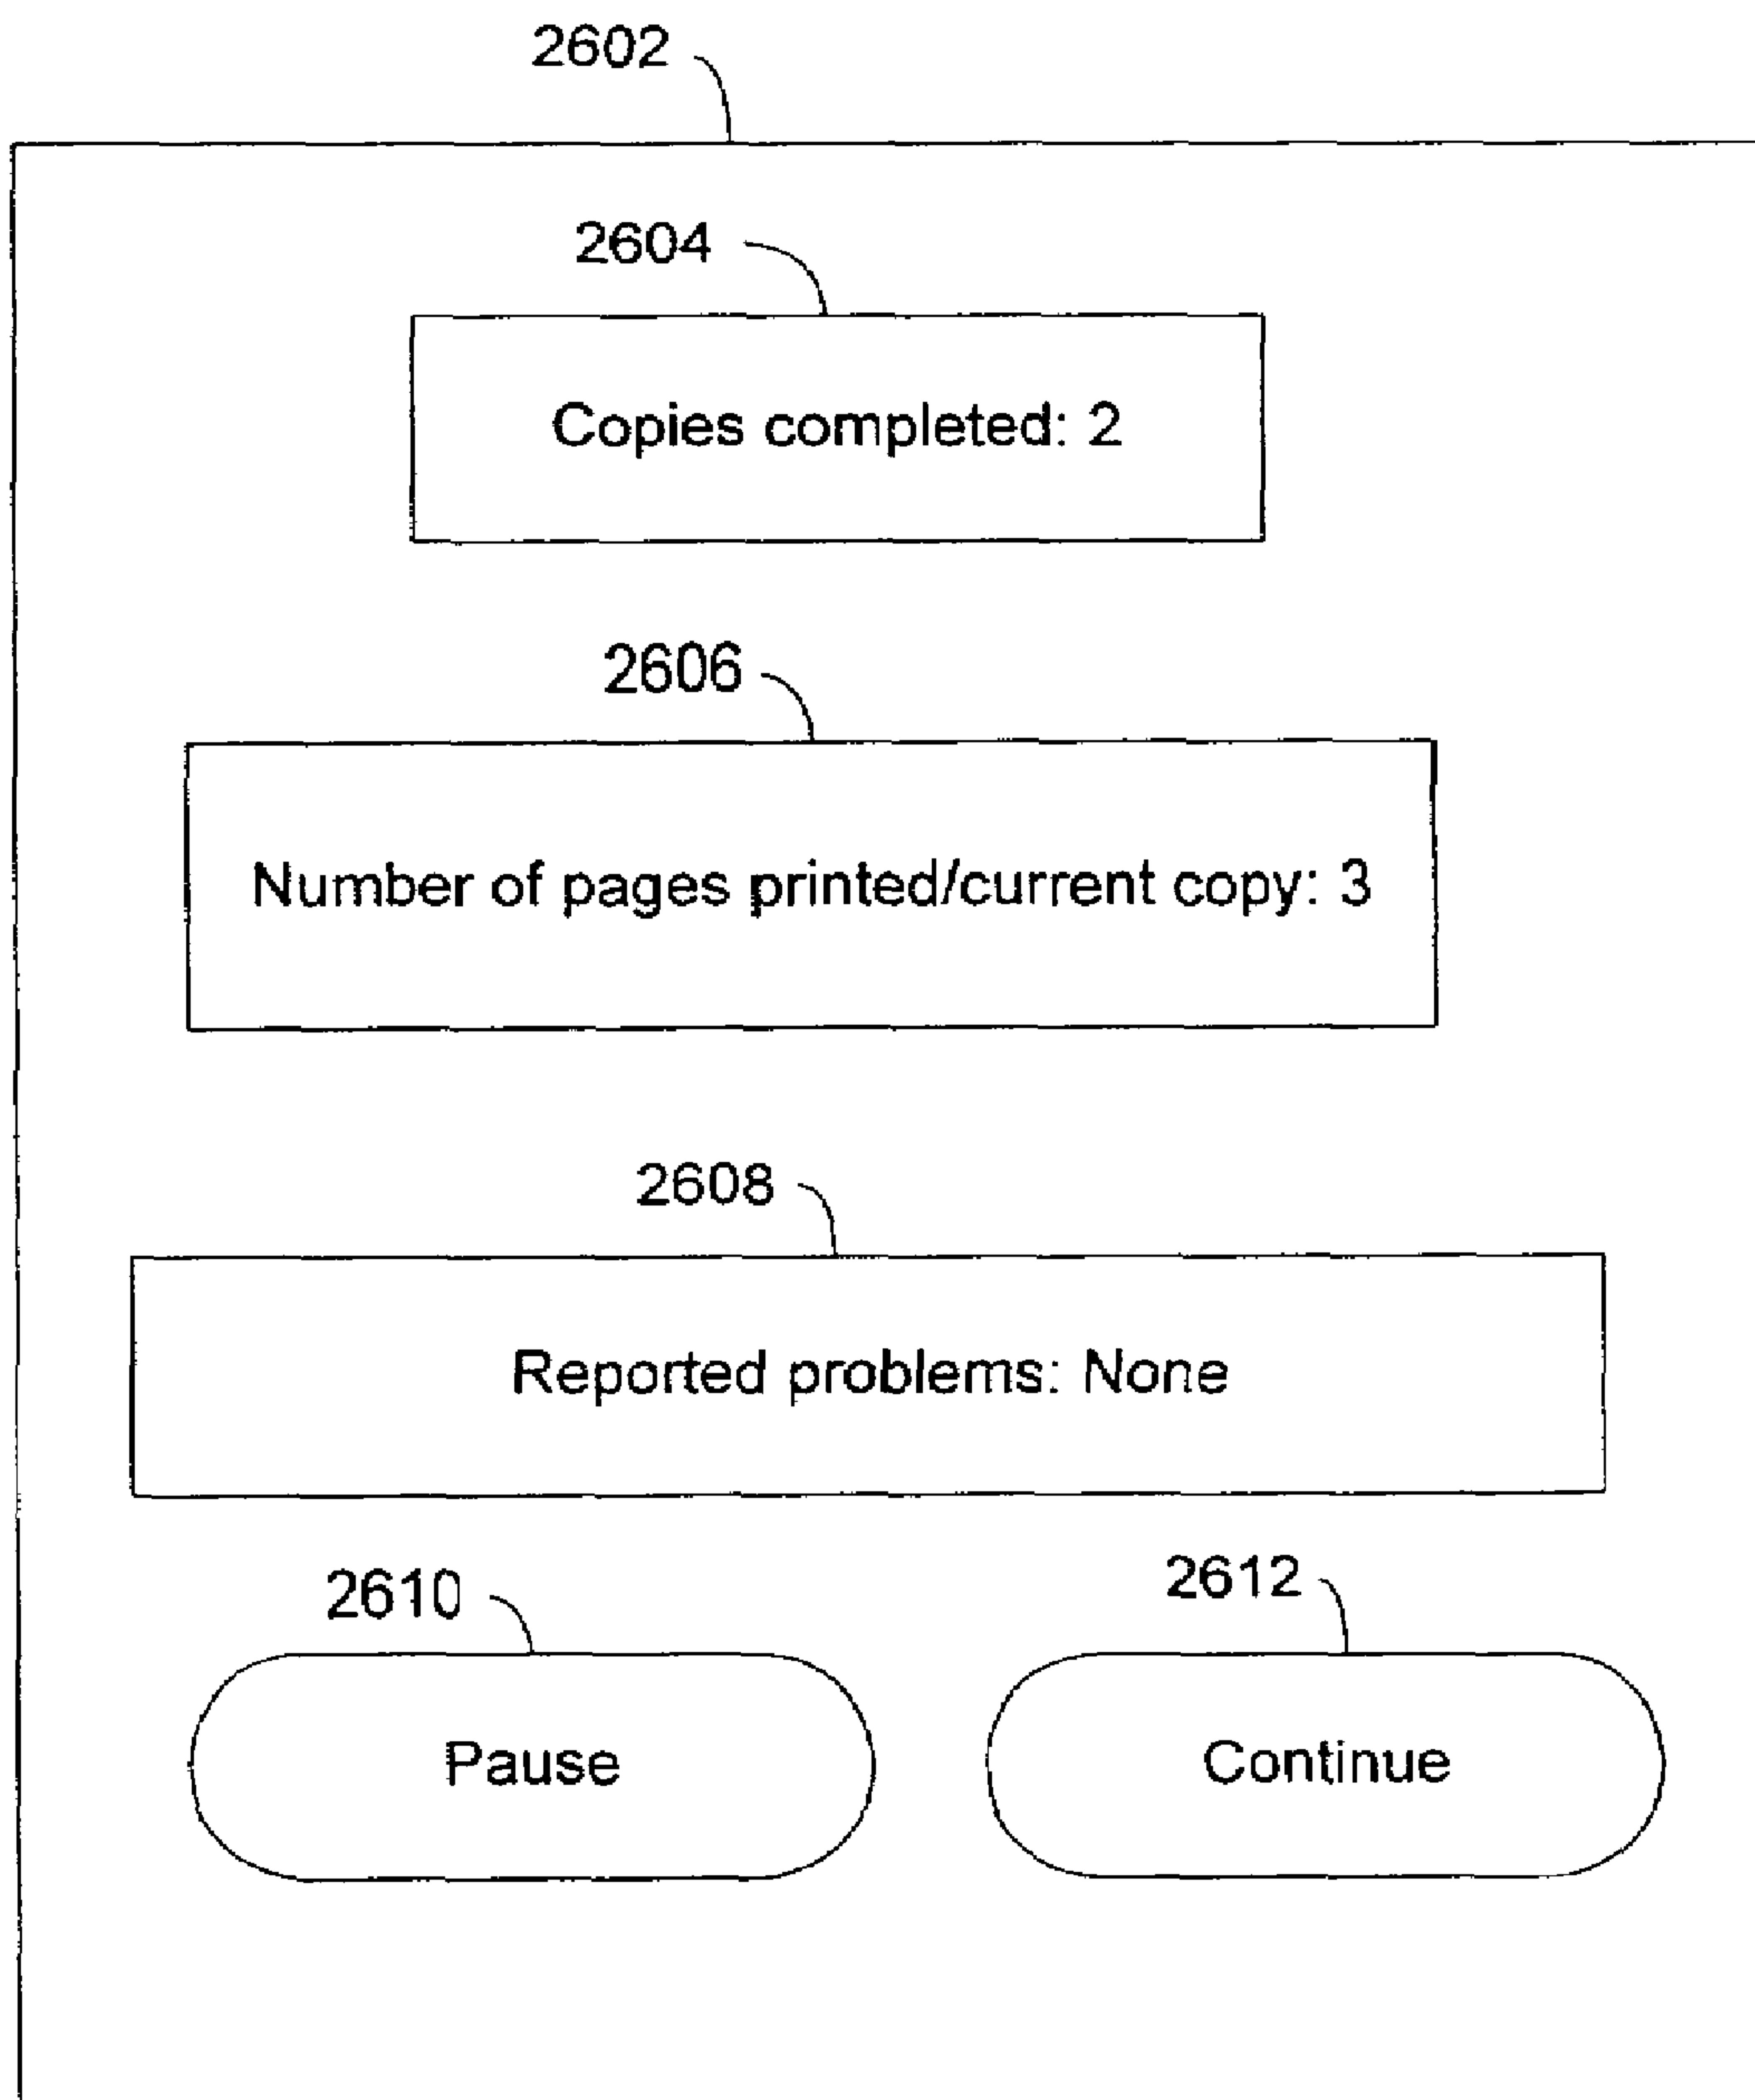 2602
2604
Copies completed: 2
2606
Number of pages printed/current copy: 3
2608
Reported problems: None
2610
2612
Pause
Continue